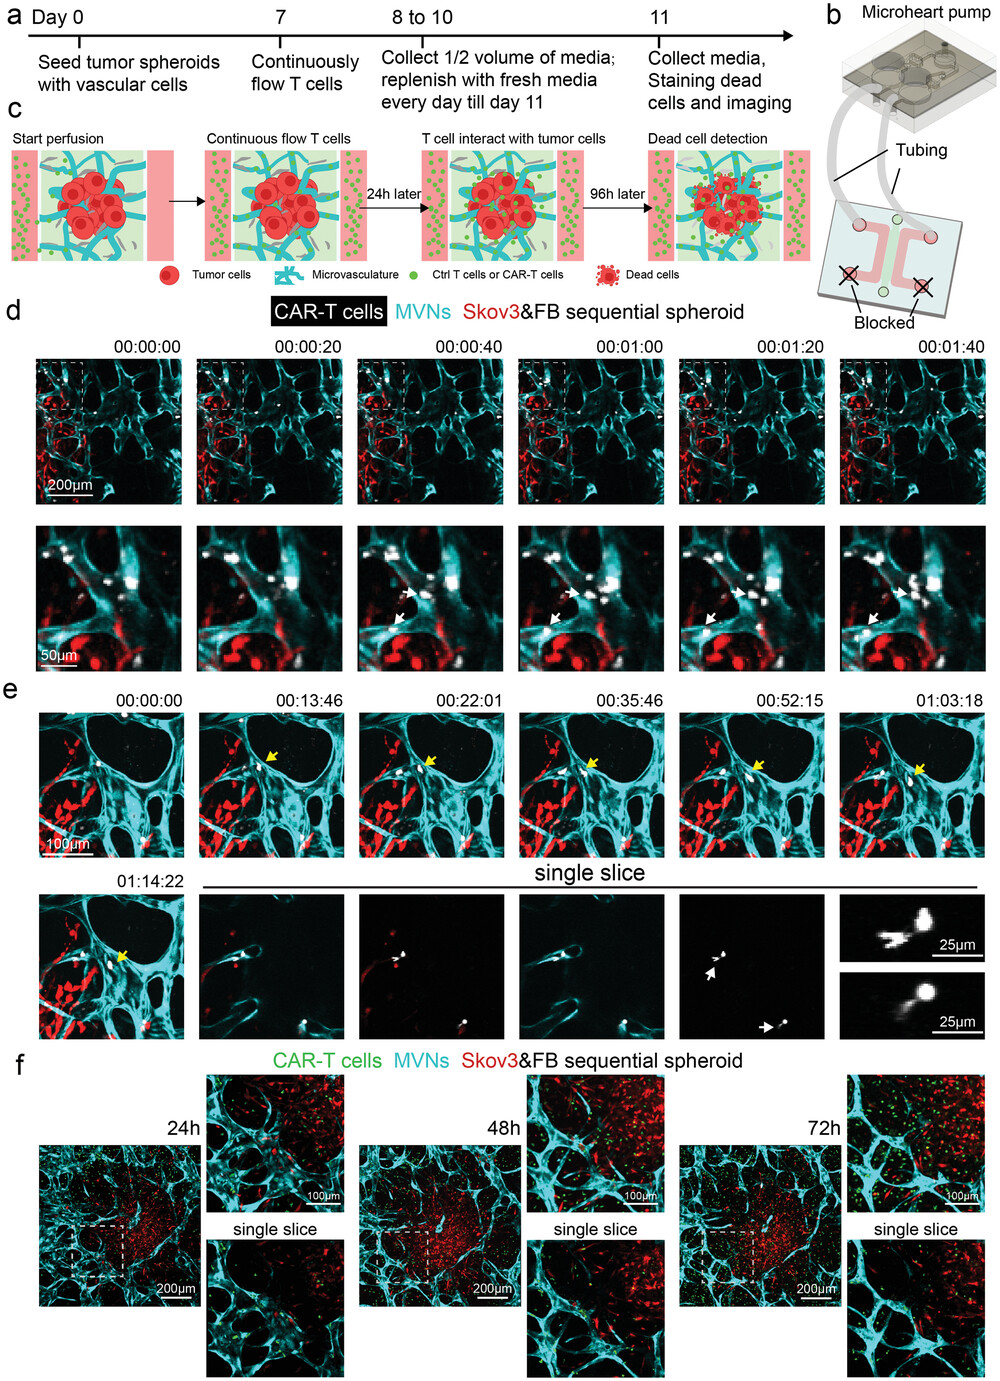 a
Day 0
7
8 to 10
11
Seed tumor spheroids
with vascular cells
Continuously
flow T cells
Collect 1/2 volume of media;
replenish with fresh media
every day till day 11
Collect media,
Staining dead
cells and imaging
b
Microheart pump
Tubing
Blocked
c
Start perfusion
Continuous flow T cells
T cell interact with tumor cells
Dead cell detection
24h later
96h later
Tumor cells
Microvasculature
Ctrl T cells or CAR-T cells
Dead cells
d
CAR-T cells MVNs Skov3&FB sequential spheroid
00:00:00
00:00:20
00:00:40
00:01:00
00:01:20
00:01:40
200µm
50µm
e
00:00:00
00:13:46
00:22:01
00:35:46
00:52:15
01:03:18
100µm
01:14:22
single slice
25µm
25µm
f
CAR-T cells MVNs Skov3&FB sequential spheroid
24h
48h
72h
100µm
100µm
100µm
single slice
single slice
single slice
200µm
200µm
200µm